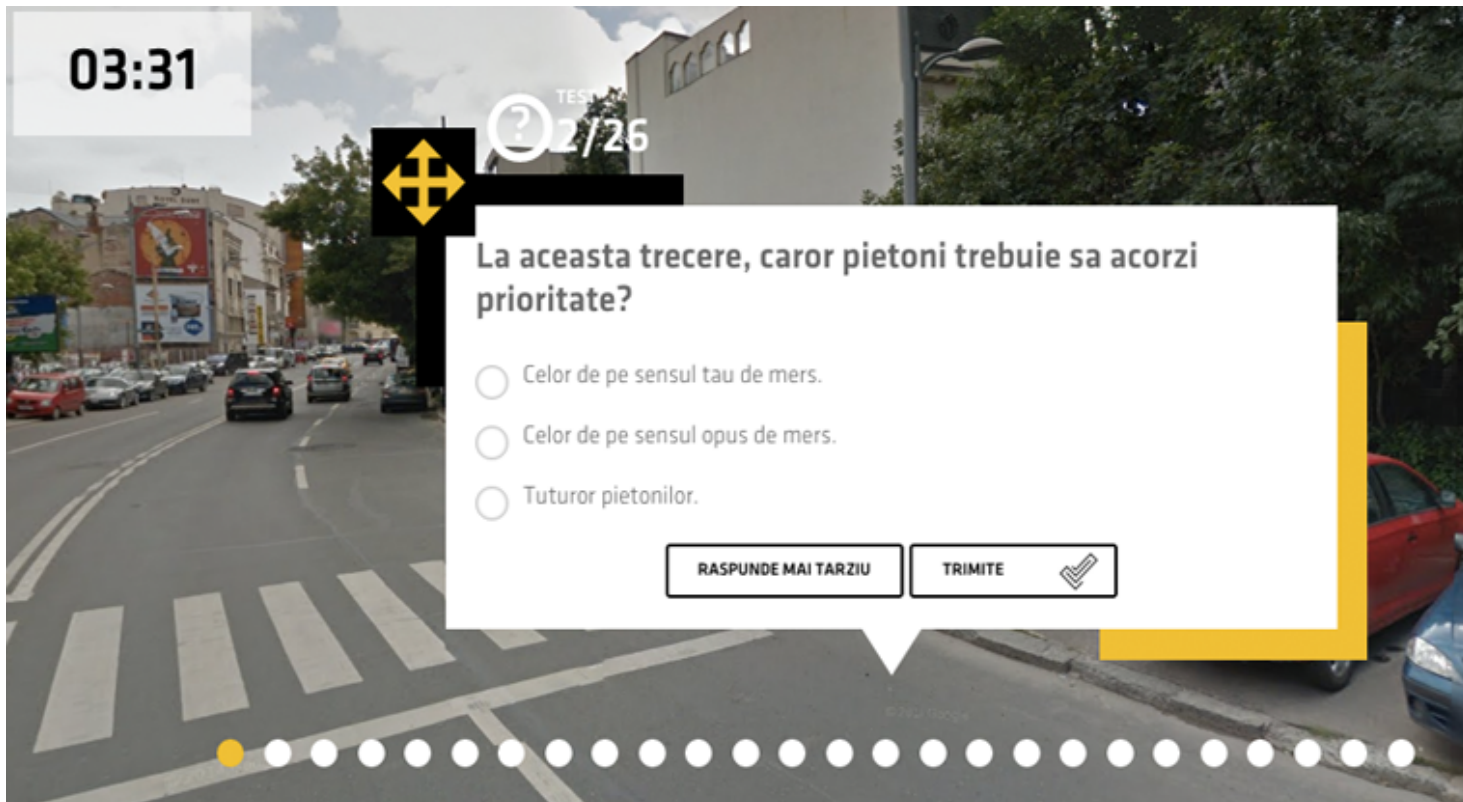 03:31
TEST
2/26
La aceasta trecere, caror pietoni trebuie sa acorzi
prioritate?
Celor de pe sensul tau de mers.
Celor de pe sensul opus de mers.
Tuturor pietonilor.
RASPUNDE MAI TARZIU
TRIMITE